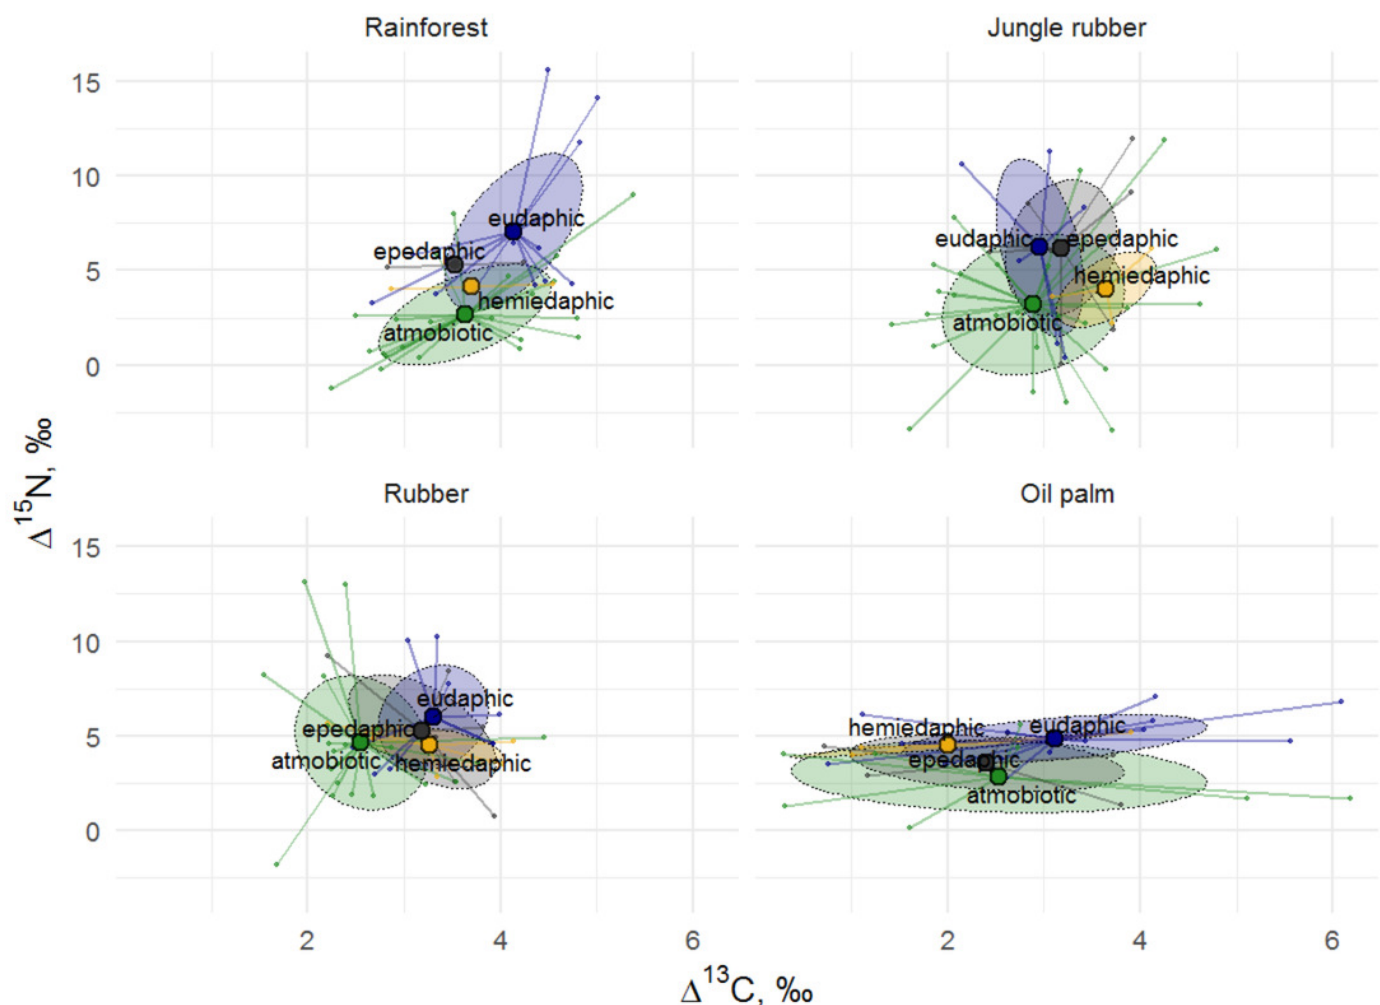 Rainforest
Jungle rubber
15
10
5
0
eudaphic
epedaphic
hemiedaphic
atmobiotic
eudaphic
epedaphic
hemiedaphic
atmobiotic
Δ¹⁵N, ‰
Rubber
Oil palm
15
10
5
0
eudaphic
epedaphic
atmobiotic
hemiedaphic
hemiedaphic
eudaphic
epedaphic
atmobiotic
2
4
6
2
4
6
Δ¹³C, ‰